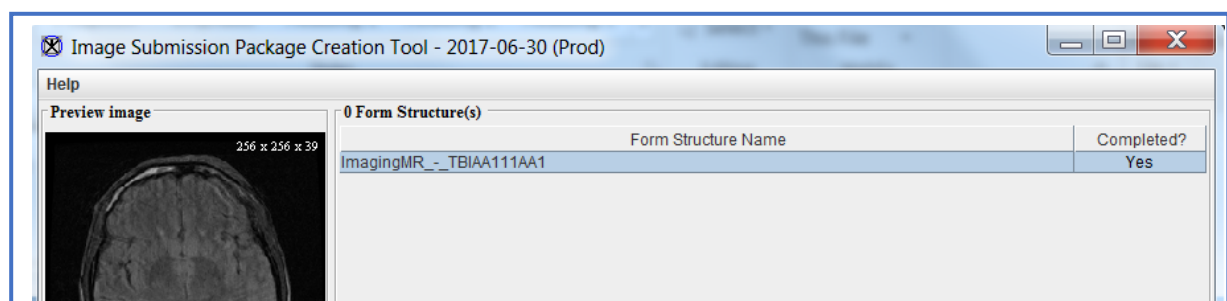 Image Submission Package Creation Tool - 2017-06-30 (Prod)
Help
Preview image
0 Form Structure(s)
256 x 256 x 39
Form Structure Name
Completed?
ImagingMR_-_TBIAA111AA1
Yes